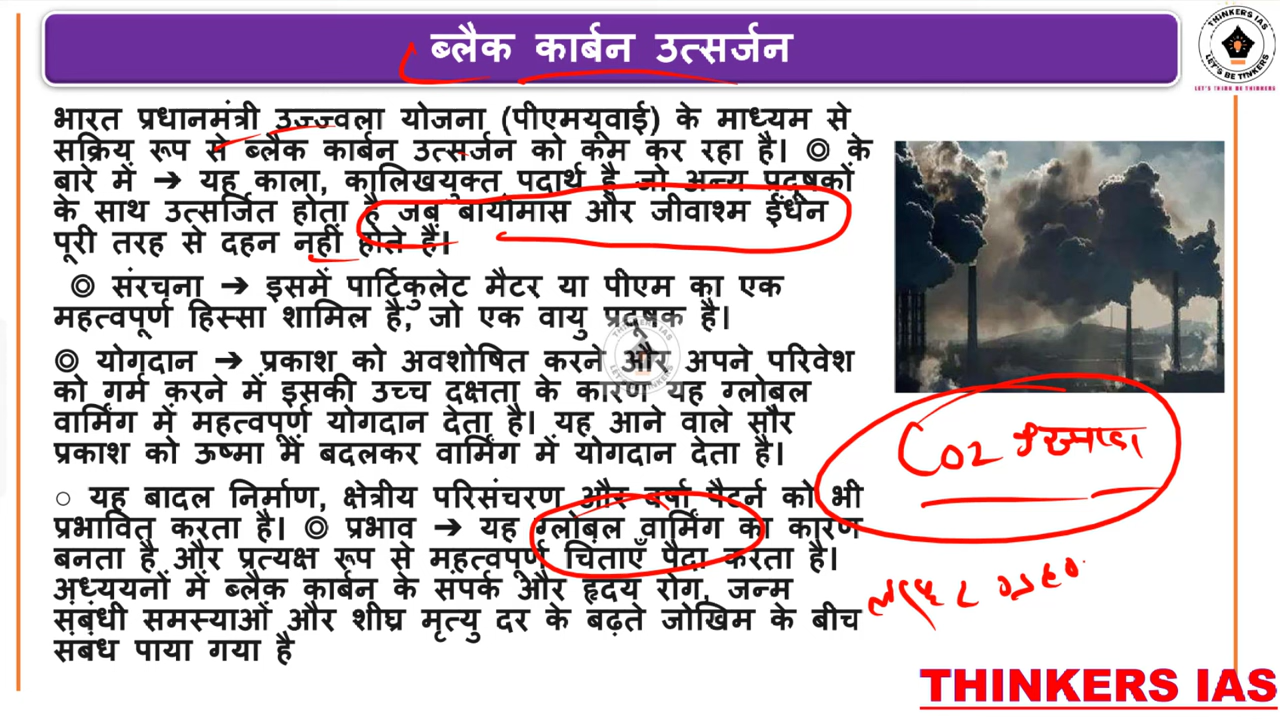 ब्लैक कार्बन उत्सर्जन
THINKERS IAS
LET'S BE TINKERS
LET'S THINK BE THINKERS
भारत प्रधानमंत्री उज्ज्वला योजना (पीएमयूवाई) के माध्यम से
सक्रिय रूप से ब्लैक कार्बन उत्सर्जन को कम कर रहा है। ◎ के
बारे में ➔ यह काला, कालिखयुक्त पदार्थ है जो अन्य प्रदूषकों
के साथ उत्सर्जित होता है जब बायोमास और जीवाश्म ईंधन
पूरी तरह से दहन नहीं होते हैं।
◎ संरचना ➔ इसमें पार्टिकुलेट मैटर या पीएम का एक
महत्वपूर्ण हिस्सा शामिल है, जो एक वायु प्रदूषक है।
◎ योगदान ➔ प्रकाश को अवशोषित करने और अपने परिवेश
को गर्म करने में इसकी उच्च दक्षता के कारण यह ग्लोबल
वार्मिंग में महत्वपूर्ण योगदान देता है। यह आने वाले सौर
प्रकाश को ऊष्मा में बदलकर वार्मिंग में योगदान देता है।
○ यह बादल निर्माण, क्षेत्रीय परिसंचरण और वर्षा पैटर्न को भी
प्रभावित करता है। ◎ प्रभाव ➔ यह ग्लोबल वार्मिंग का कारण
बनता है और प्रत्यक्ष रूप से महत्वपूर्ण चिंताएँ पैदा करता है।
अध्ययनों में ब्लैक कार्बन के संपर्क और हृदय रोग, जन्म
संबंधी समस्याओं और शीघ्र मृत्यु दर के बढ़ते जोखिम के बीच
संबंध पाया गया है
CO2
THINKERS IAS